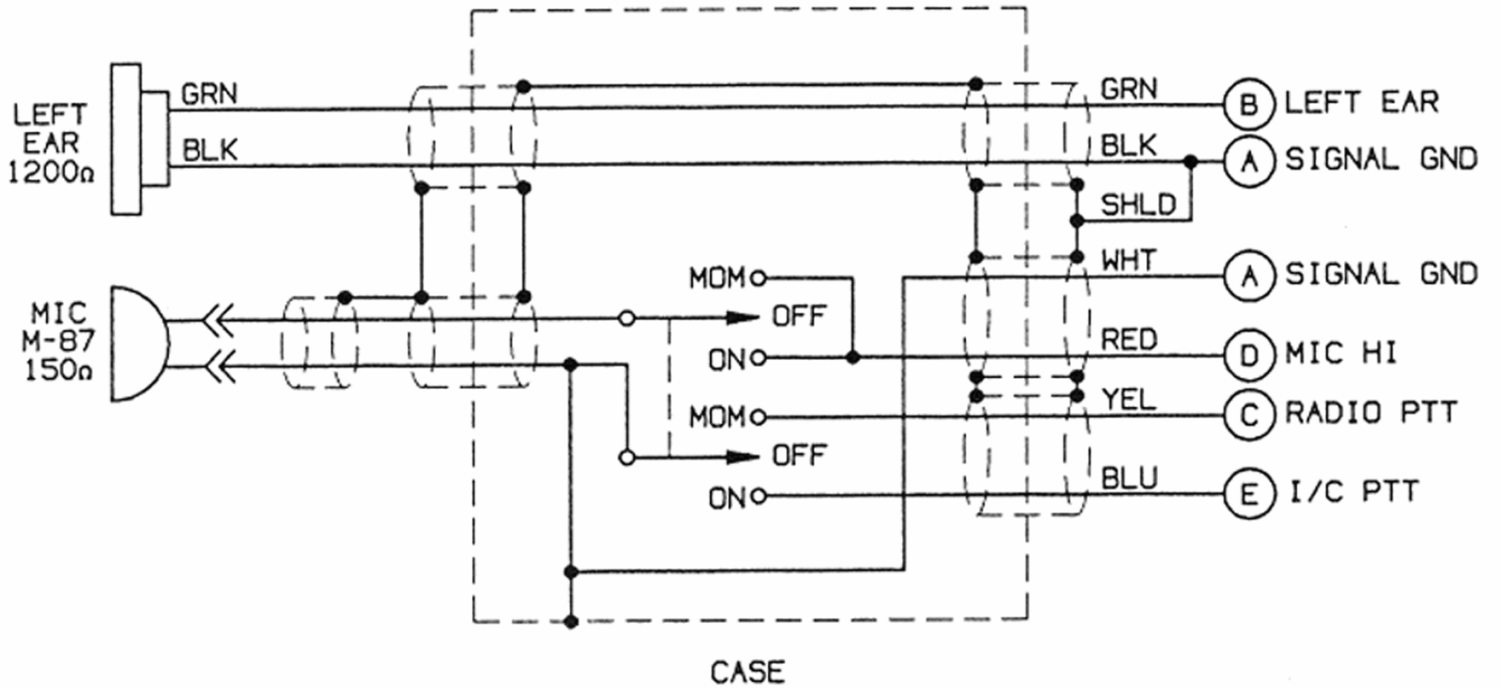 LEFT
EAR
1200Ω
GRN
BLK
GRN
B LEFT EAR
BLK
A SIGNAL GND
SHLD
WHT
A SIGNAL GND
MIC
M-87
150Ω
MOM
OFF
ON
RED
D MIC HI
MOM
OFF
ON
YEL
C RADIO PTT
BLU
E I/C PTT
CASE